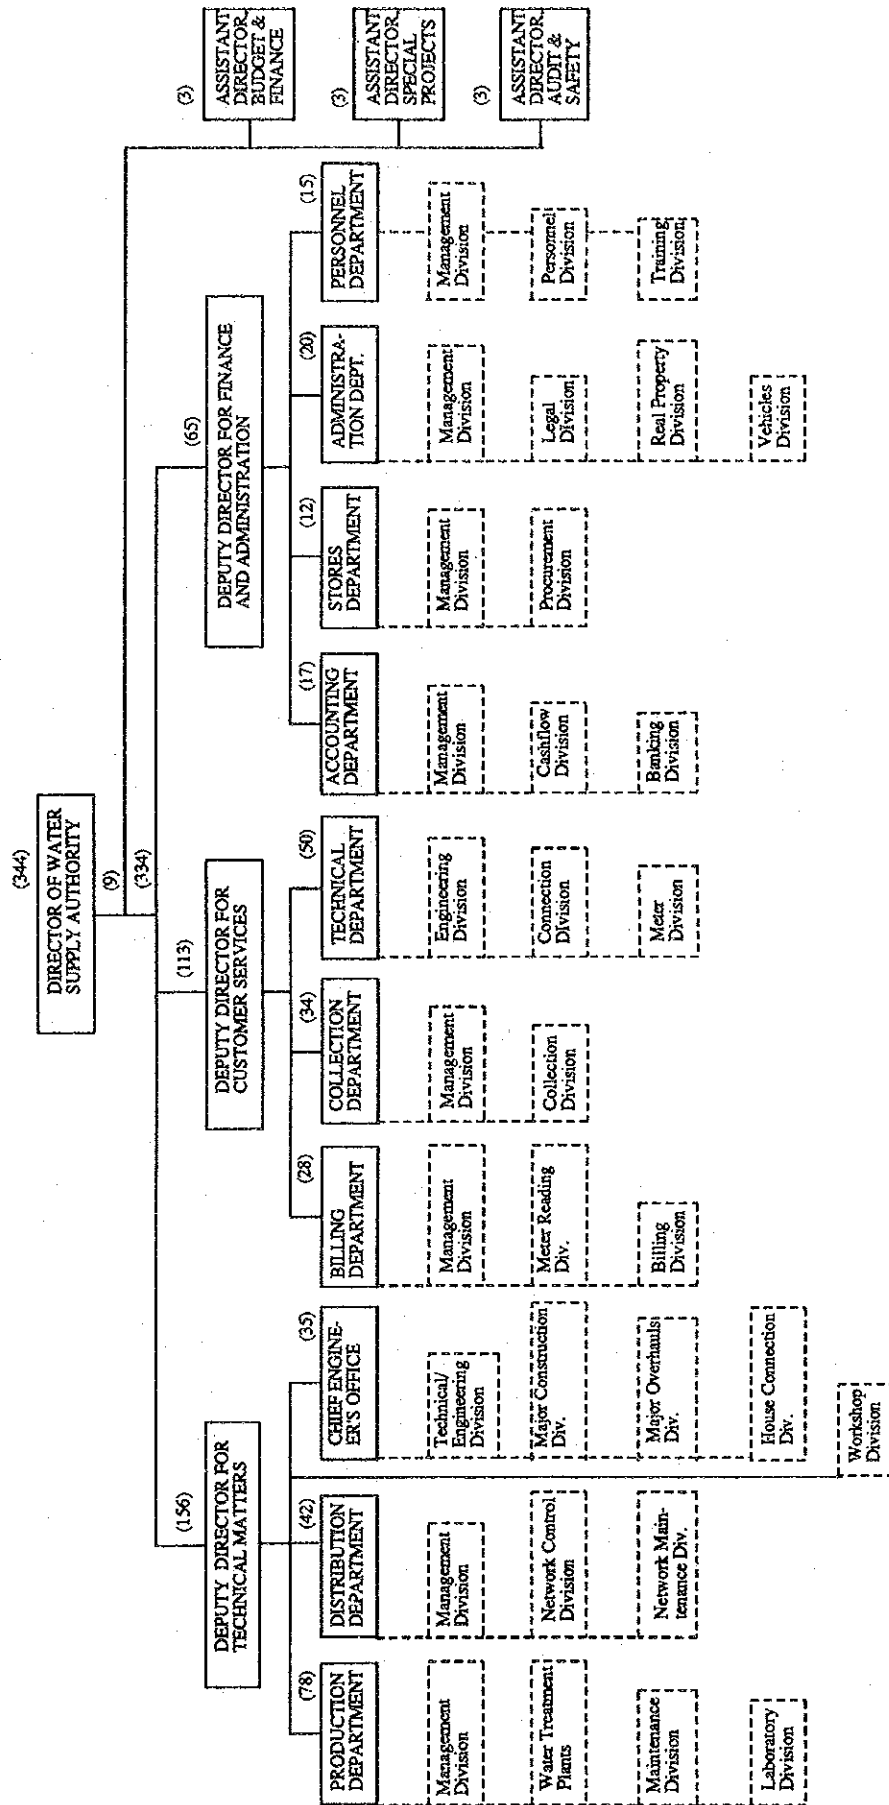 (344)
DIRECTOR OF WATER
SUPPLY AUTHORITY
(9)
(334)
(156)
DEPUTY DIRECTOR FOR
TECHNICAL MATTERS
(113)
DEPUTY DIRECTOR FOR
CUSTOMER SERVICES
(65)
DEPUTY DIRECTOR FOR FINANCE
AND ADMINISTRATION
(3)
ASSISTANT
DIRECTOR,
BUDGET &
FINANCE
(3)
ASSISTANT
DIRECTOR,
SPECIAL
PROJECTS
(3)
ASSISTANT
DIRECTOR,
AUDIT &
SAFETY
(78)
PRODUCTION
DEPARTMENT
Management
Division
Water Treatment
Plants
Maintenance
Division
Laboratory
Division
(42)
DISTRIBUTION
DEPARTMENT
Management
Division
Network Control
Division
Network Main-
tenance Div.
(35)
CHIEF ENGINE-
ER'S OFFICE
Technical/
Engineering
Division
Major Construction
Div.
Major Overhauls
Div.
House Connection
Div.
Workshop
Division
(28)
BILLING
DEPARTMENT
Management
Division
Meter Reading
Div.
Billing
Division
(34)
COLLECTION
DEPARTMENT
Management
Division
Collection
Division
(50)
TECHNICAL
DEPARTMENT
Engineering
Division
Connection
Division
Meter
Division
(17)
ACCOUNTING
DEPARTMENT
Management
Division
Cashflow
Division
Banking
Division
(12)
STORES
DEPARTMENT
Management
Division
Procurement
Division
(20)
ADMINISTRA-
TION DEPT.
Management
Division
Legal
Division
Real Property
Division
Vehicles
Division
(15)
PERSONNEL
DEPARTMENT
Management
Division
Personnel
Division
Training
Division